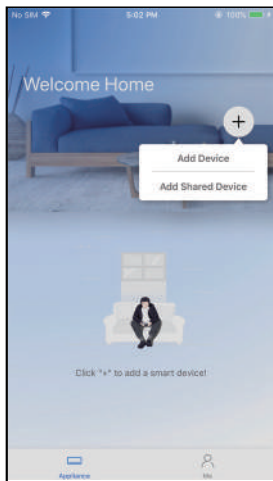 No SIM 5:02 PM 100%
Welcome Home
+
Add Device
Add Shared Device
Click "+" to add a smart device!
Appliance Me